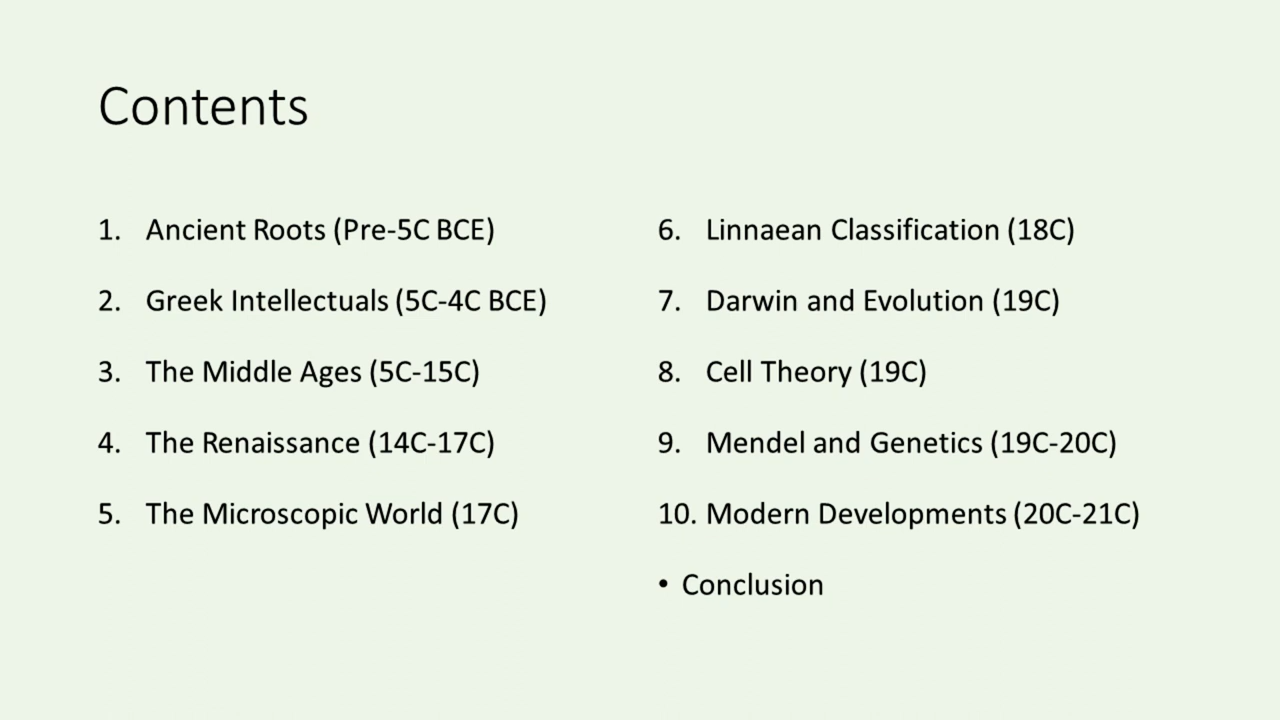 Contents
1. Ancient Roots (Pre-5C BCE)
2. Greek Intellectuals (5C-4C BCE)
3. The Middle Ages (5C-15C)
4. The Renaissance (14C-17C)
5. The Microscopic World (17C)
6. Linnaean Classification (18C)
7. Darwin and Evolution (19C)
8. Cell Theory (19C)
9. Mendel and Genetics (19C-20C)
10. Modern Developments (20C-21C)
• Conclusion